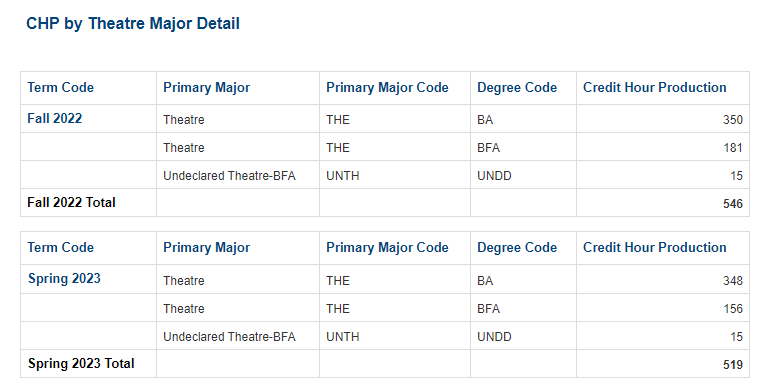 CHP by Theatre Major Detail
Term Code Primary Major Primary Major Code Degree Code Credit Hour Production
Fall 2022 Theatre THE BA 350
Theatre THE BFA 181
Undeclared Theatre-BFA UNTH UNDD 15
Fall 2022 Total 546
Term Code Primary Major Primary Major Code Degree Code Credit Hour Production
Spring 2023 Theatre THE BA 348
Theatre THE BFA 156
Undeclared Theatre-BFA UNTH UNDD 15
Spring 2023 Total 519